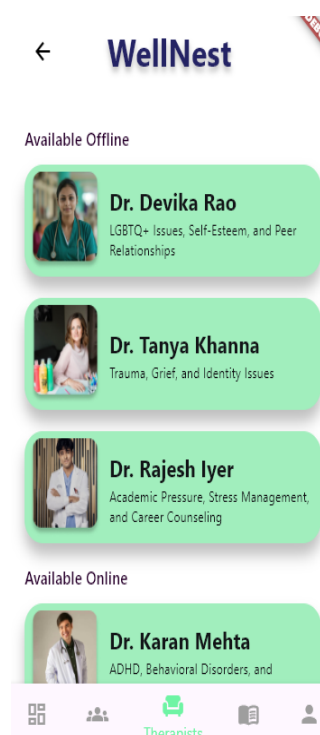 WellNest
Available Offline
Dr. Devika Rao
LGBTQ+ Issues, Self-Esteem, and Peer
Relationships
Dr. Tanya Khanna
Trauma, Grief, and Identity Issues
Dr. Rajesh Iyer
Academic Pressure, Stress Management,
and Career Counseling
Available Online
Dr. Karan Mehta
ADHD, Behavioral Disorders, and
Therapists